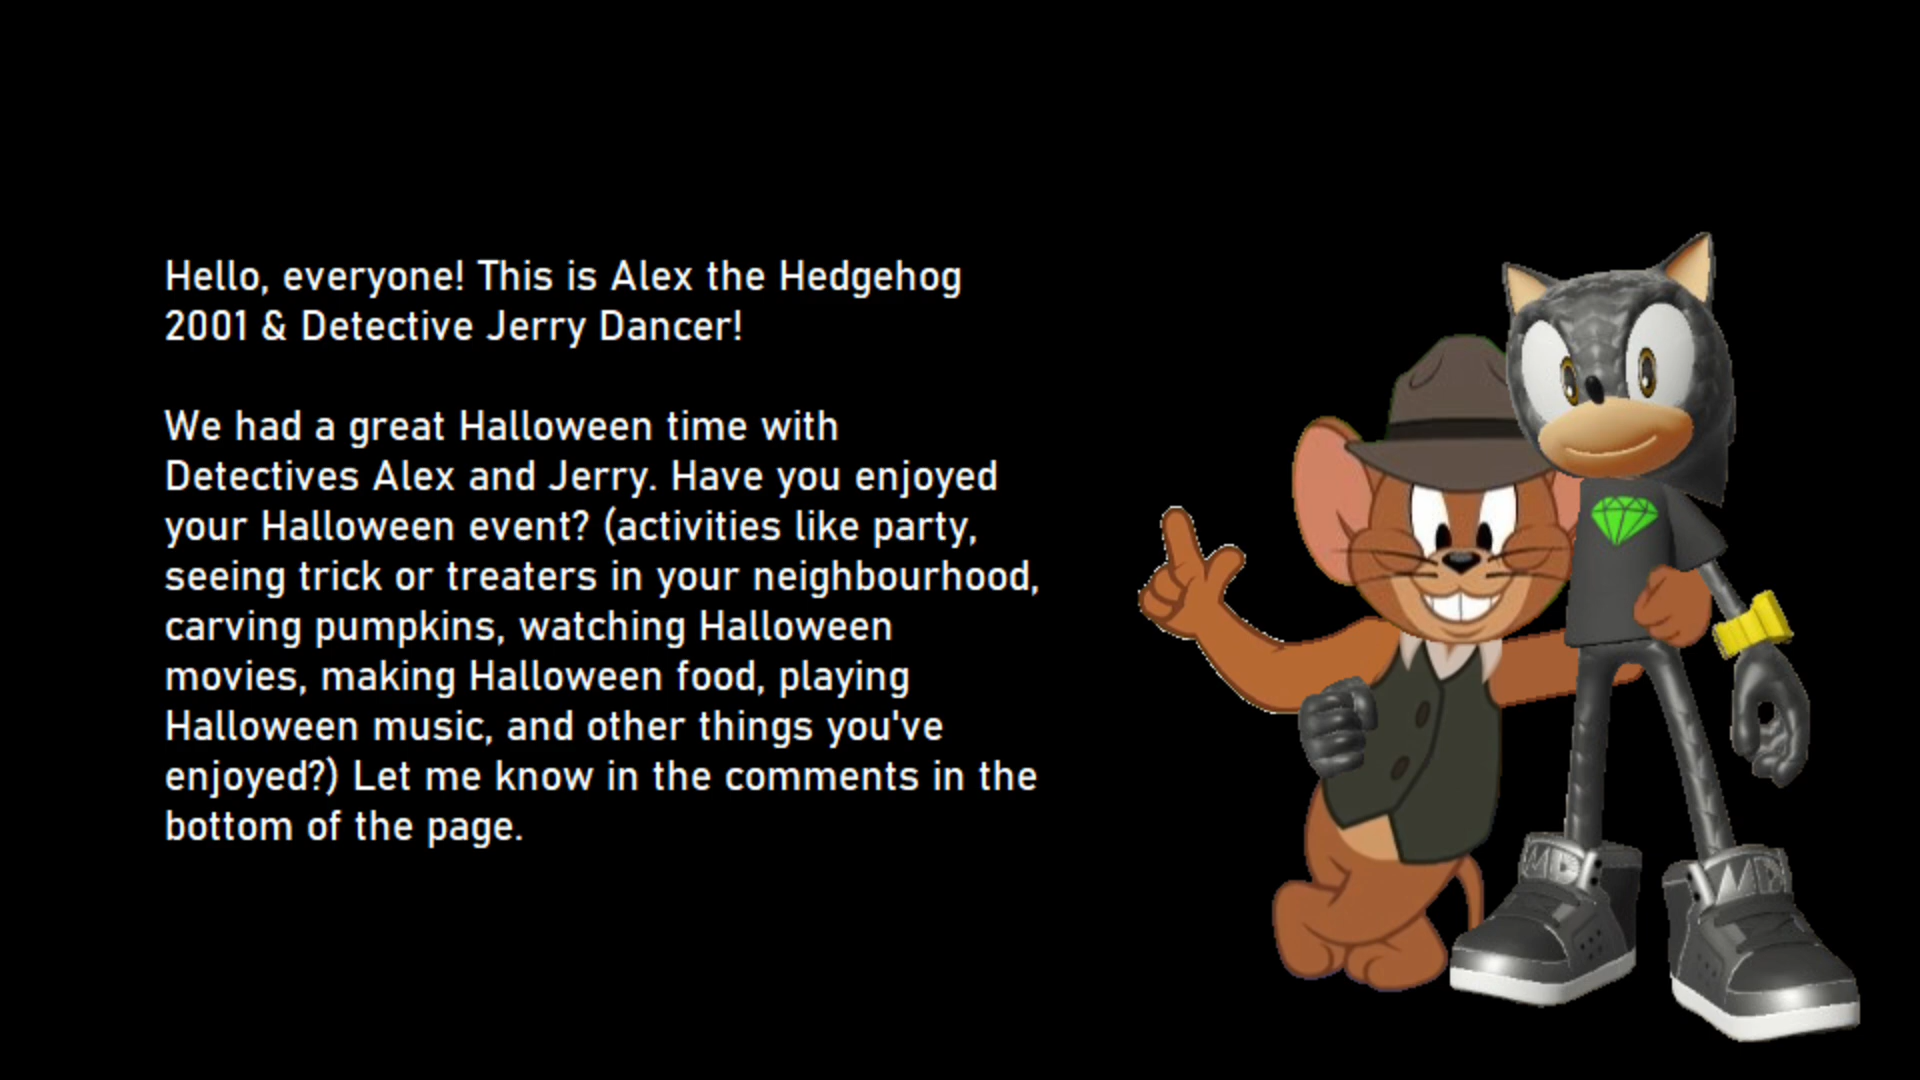 Hello, everyone! This is Alex the Hedgehog
2001 & Detective Jerry Dancer!
We had a great Halloween time with
Detectives Alex and Jerry. Have you enjoyed
your Halloween event? (activities like party,
seeing trick or treaters in your neighbourhood,
carving pumpkins, watching Halloween
movies, making Halloween food, playing
Halloween music, and other things you've
enjoyed?) Let me know in the comments in the
bottom of the page.